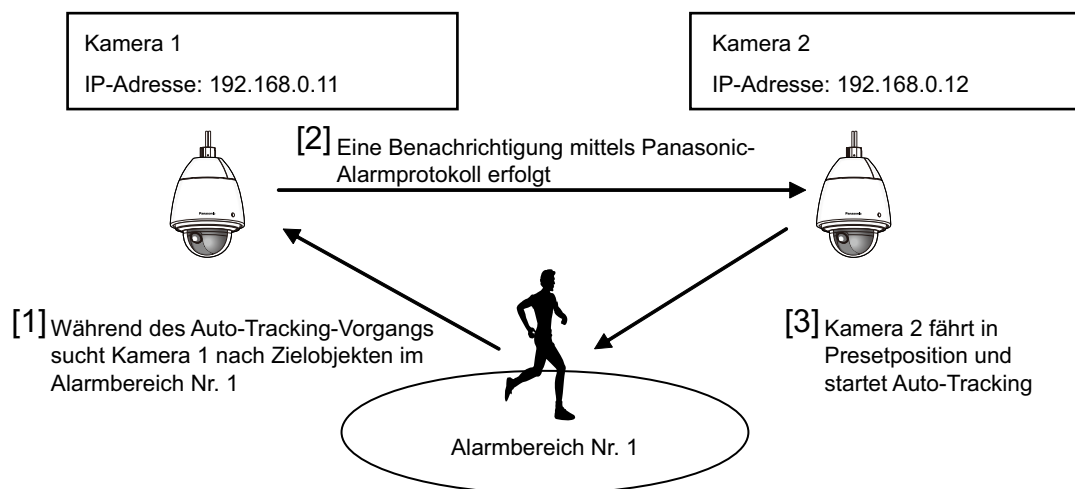 Kamera 1
IP-Adresse: 192.168.0.11
Kamera 2
IP-Adresse: 192.168.0.12
[2] Eine Benachrichtigung mittels Panasonic-
Alarmprotokoll erfolgt
Panasonic
Panasonic
[1] Während des Auto-Tracking-Vorgangs
sucht Kamera 1 nach Zielobjekten im
Alarmbereich Nr. 1
[3] Kamera 2 fährt in
Presetposition und
startet Auto-Tracking
Alarmbereich Nr. 1